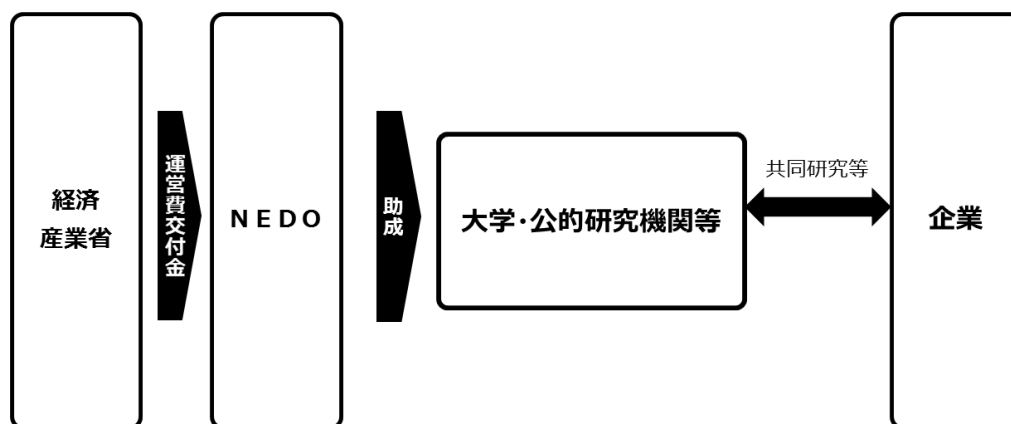 経済
産業省
運営費交付金
NEDO
助成
大学・公的研究機関等
共同研究等
企業